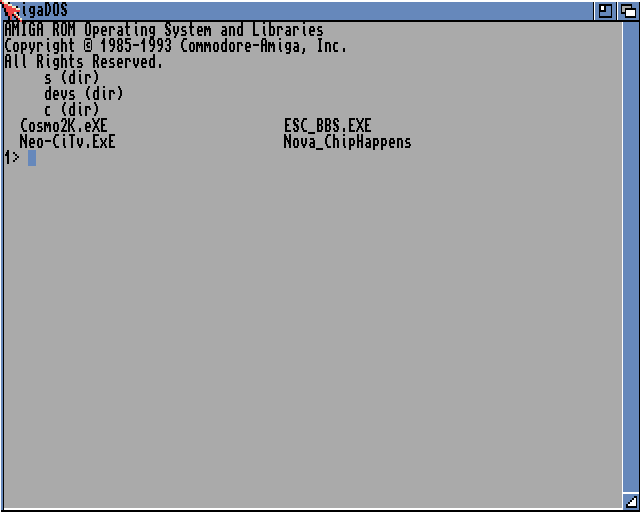 AmigaDOS
AMIGA ROM Operating System and Libraries
Copyright © 1985-1993 Commodore-Amiga, Inc.
All Rights Reserved.
s (dir)
devs (dir)
c (dir)
Cosmo2K.eXE ESC_BBS.EXE
Neo-CiTv.ExE Nova_ChipHappens
1>